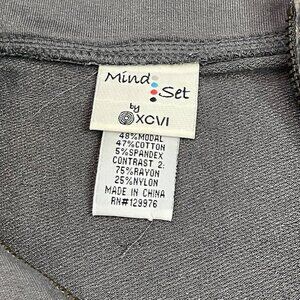 Mind Set
by
XCVI
48%MODAL
47%COTTON
5%SPANDEX
CONTRAST 2:
75%RAYON
25%NYLON
MADE IN CHINA
RN#129976